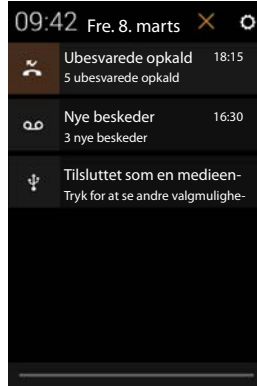 09:42 Fre. 8. marts
Ubesvarede opkald 18:15
5 ubesvarede opkald
Nye beskeder 16:30
3 nye beskeder
Tilsluttet som en medieen-
Tryk for at se andre valgmulighe-